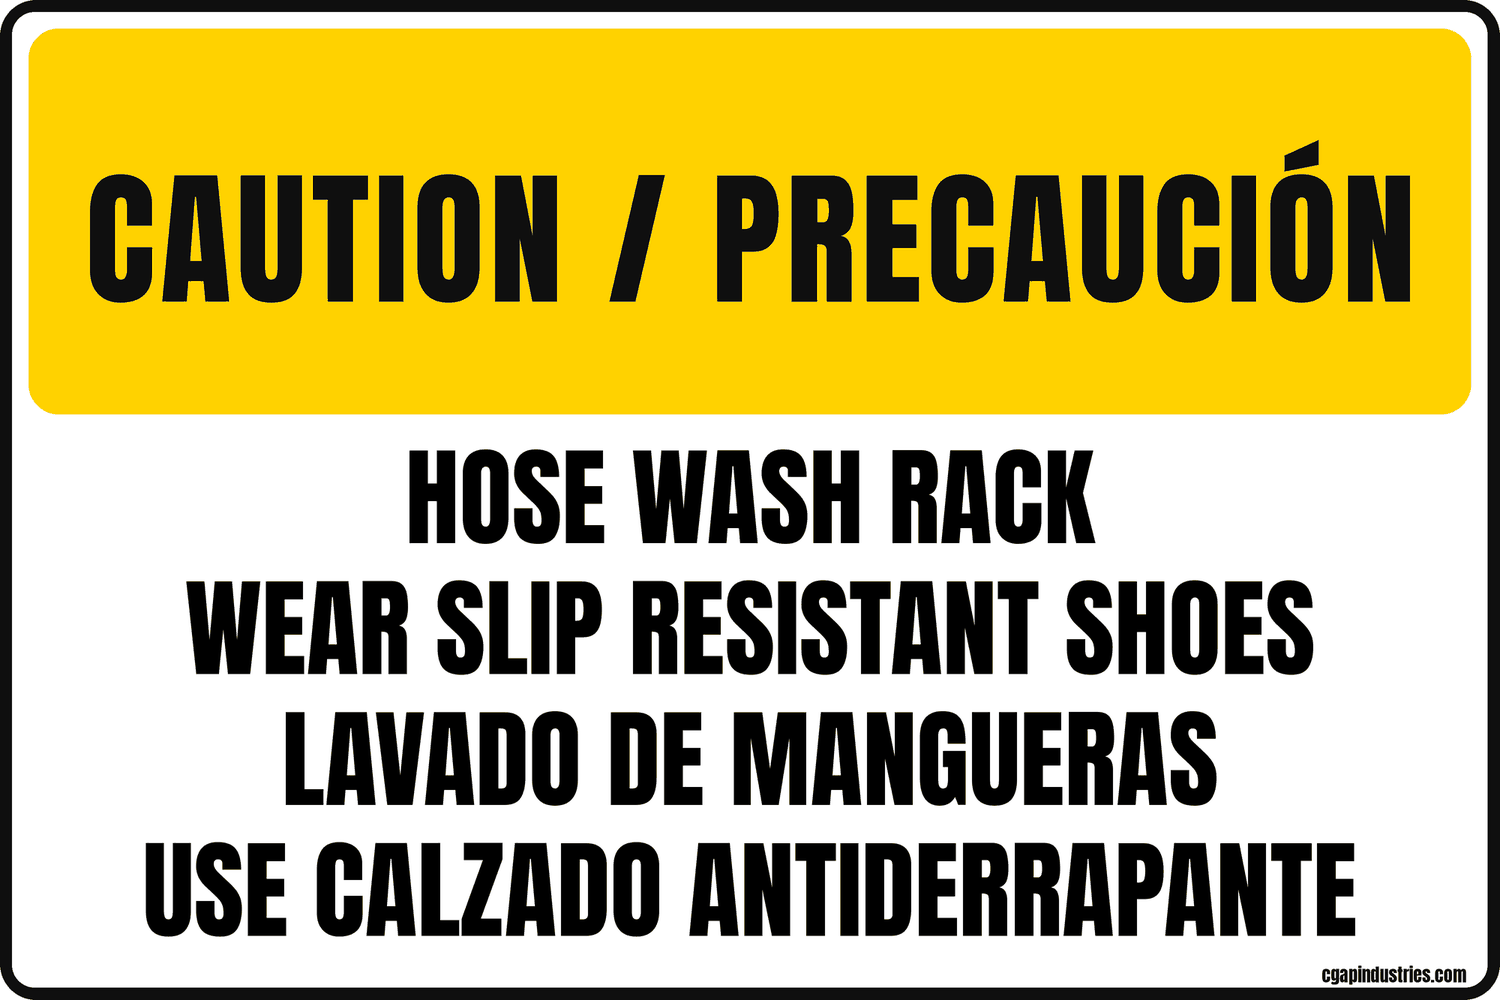 CAUTION / PRECAUCIÓN
HOSE WASH RACK
WEAR SLIP RESISTANT SHOES
LAVADO DE MANGUERAS
USE CALZADO ANTIDERRAPANTE
cgapindustries.com